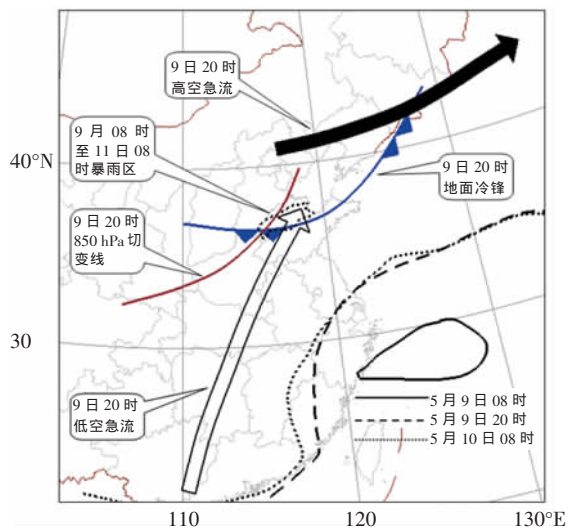 9 日 20 时
高空急流
9 月 08 时
至 11 日 08
时暴雨区
40°N
9 日 20 时
地面冷锋
9 日 20 时
850 hPa 切
变线
30
9 日 20 时
低空急流
5 月 9 日 08 时
5 月 9 日 20 时
5 月 10 日 08 时
110
120
130°E